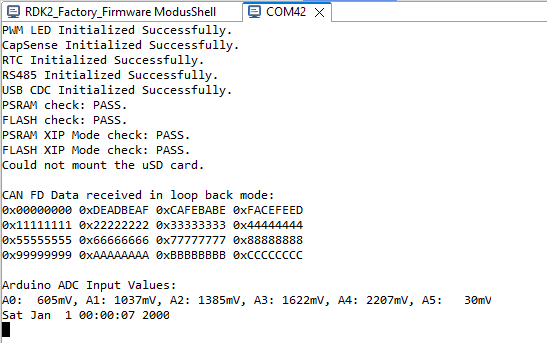 RDK2_Factory_Firmware ModusShell COM42
PWM LED Initialized Successfully.
CapSense Initialized Successfully.
RTC Initialized Successfully.
RS485 Initialized Successfully.
USB CDC Initialized Successfully.
PSRAM check: PASS.
FLASH check: PASS.
PSRAM XIP Mode check: PASS.
FLASH XIP Mode check: PASS.
Could not mount the uSD card.
CAN FD Data received in loop back mode:
0x00000000 0xDEADBEAF 0xCAFEBABE 0xFACEFEED
0x11111111 0x22222222 0x33333333 0x44444444
0x55555555 0x66666666 0x77777777 0x88888888
0x99999999 0xAAAAAAAA 0xBBBBBBBB 0xCCCCCCCC
Arduino ADC Input Values:
A0:  605mV, A1: 1037mV, A2: 1385mV, A3: 1622mV, A4: 2207mV, A5:   30mV
Sat Jan  1 00:00:07 2000